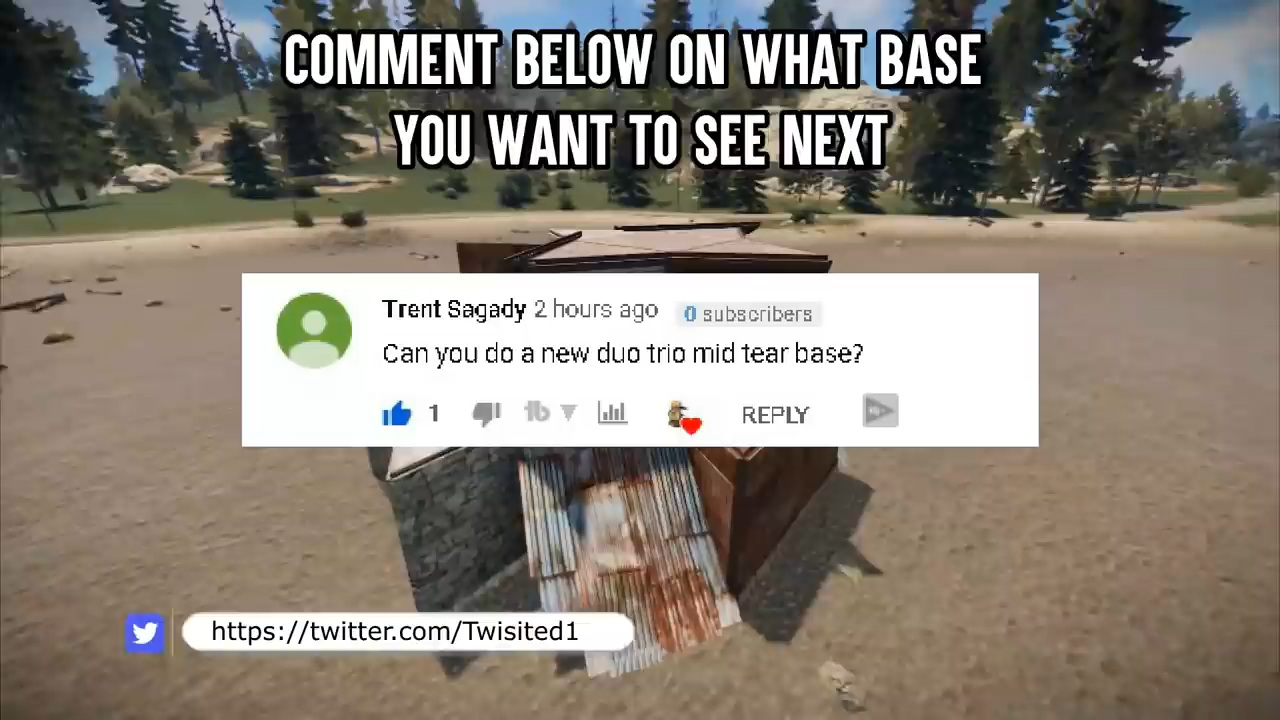 COMMENT BELOW ON WHAT BASE
YOU WANT TO SEE NEXT
Trent Sagady 2 hours ago 0 subscribers
Can you do a new duo trio mid tear base?
1 REPLY
https://twitter.com/Twisited1